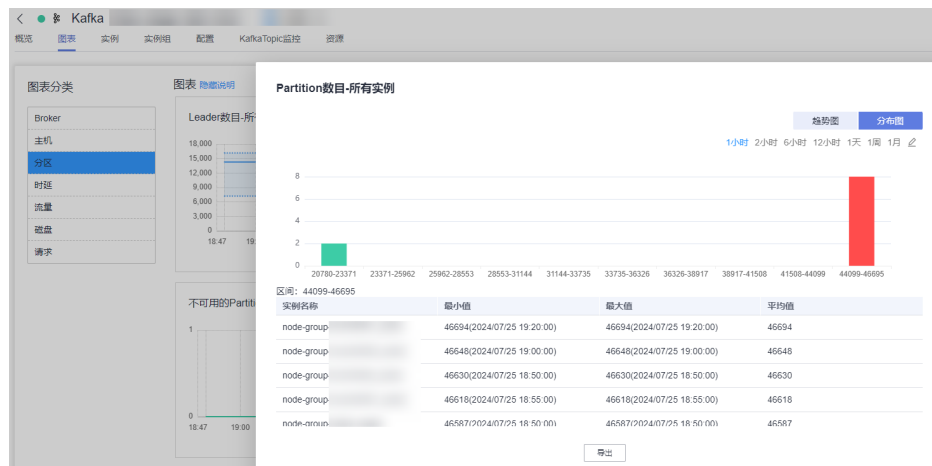 Kafka
概览 图表 实例 实例组 配置 KafkaTopic监控 资源
图表分类
Broker
主机
分区
时延
流量
磁盘
请求
图表 隐藏说明
Leader数目-所
18,000
15,000
12,000
9,000
6,000
3,000
0
18:47 19:
不可用的Partiti
1
0
18:47 19:00
Partition数目-所有实例
趋势图 分布图
1小时 2小时 6小时 12小时 1天 1周 1月
8
6
4
2
0
20780-23371 23371-25962 25962-28553 28553-31144 31144-33735 33735-36326 36326-38917 38917-41508 41508-44099 44099-46695
区间: 44099-46695
实例名称 最小值 最大值 平均值
node-group- 46694(2024/07/25 19:20:00) 46694(2024/07/25 19:20:00) 46694
node-group- 46648(2024/07/25 19:00:00) 46648(2024/07/25 19:00:00) 46648
node-group- 46630(2024/07/25 18:50:00) 46630(2024/07/25 18:50:00) 46630
node-group- 46618(2024/07/25 18:55:00) 46618(2024/07/25 18:55:00) 46618
node-group- 46587(2024/07/25 18:50:00) 46587(2024/07/25 18:50:00) 46587
导出